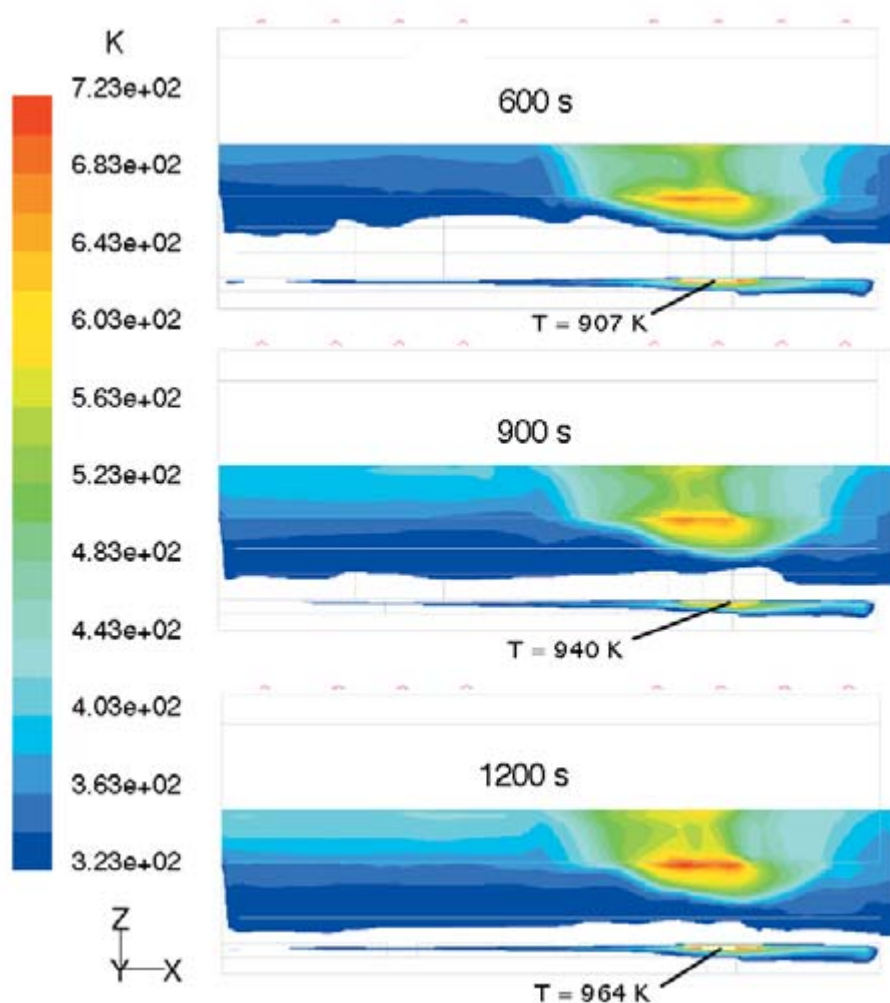 K
7.23e+02
6.83e+02
6.43e+02
6.03e+02
5.63e+02
5.23e+02
4.83e+02
4.43e+02
4.03e+02
3.63e+02
3.23e+02
Z
Y X
600 s
T = 907 K
900 s
T = 940 K
1200 s
T = 964 K